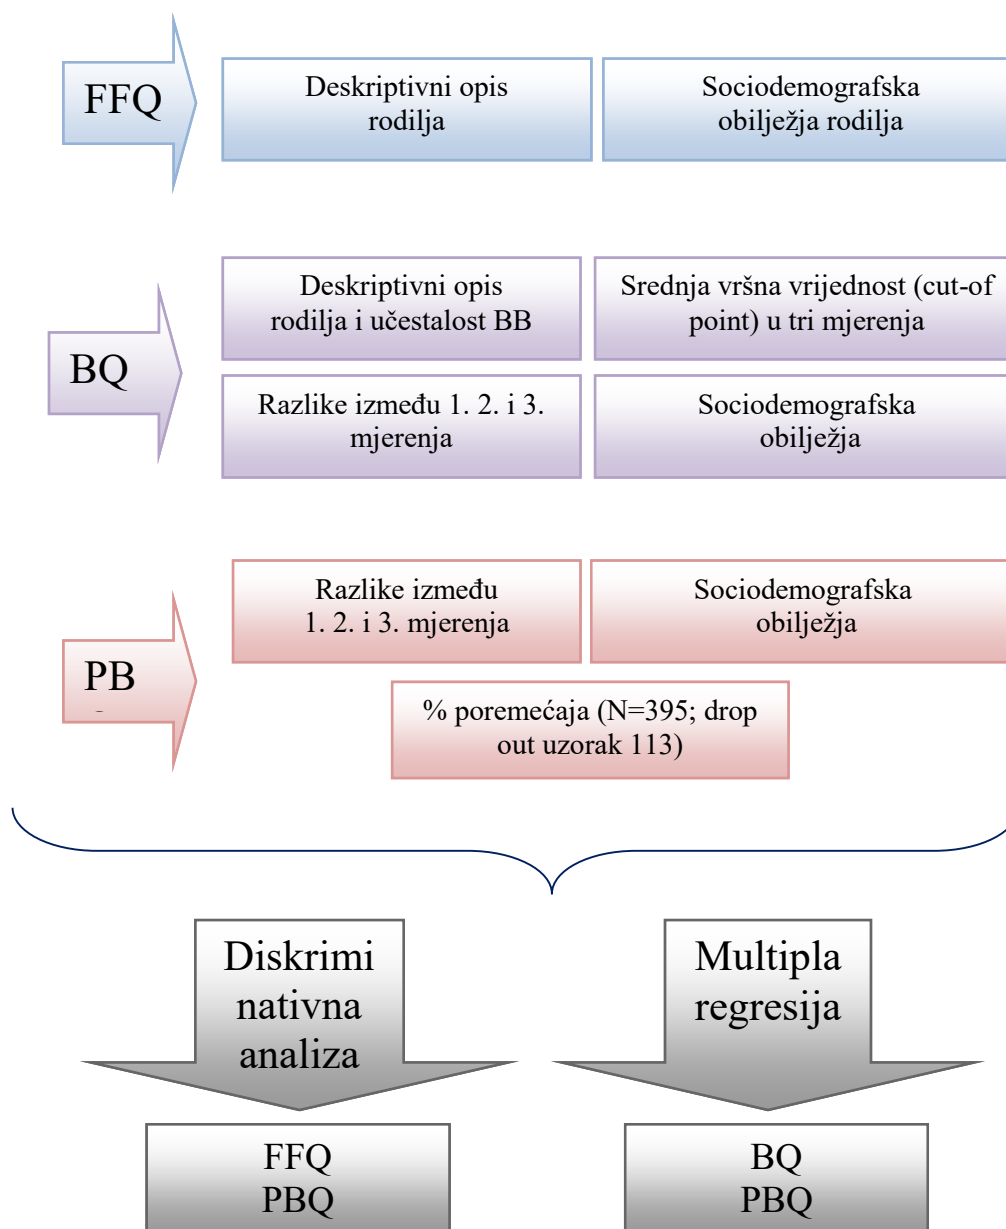 FFQ
Deskriptivni opis
rodilja
Sociodemografska
obilježja rodilja
BQ
Deskriptivni opis
rodilja i učestalost BB
Srednja vršna vrijednost (cut-of
point) u tri mjerenja
Razlike između 1. 2. i 3.
mjerenja
Sociodemografska
obilježja
PB
Razlike između
1. 2. i 3. mjerenja
Sociodemografska
obilježja
% poremećaja (N=395; drop
out uzorak 113)
Diskrimi
nativna
analiza
Multipla
regresija
FFQ
PBQ
BQ
PBQ